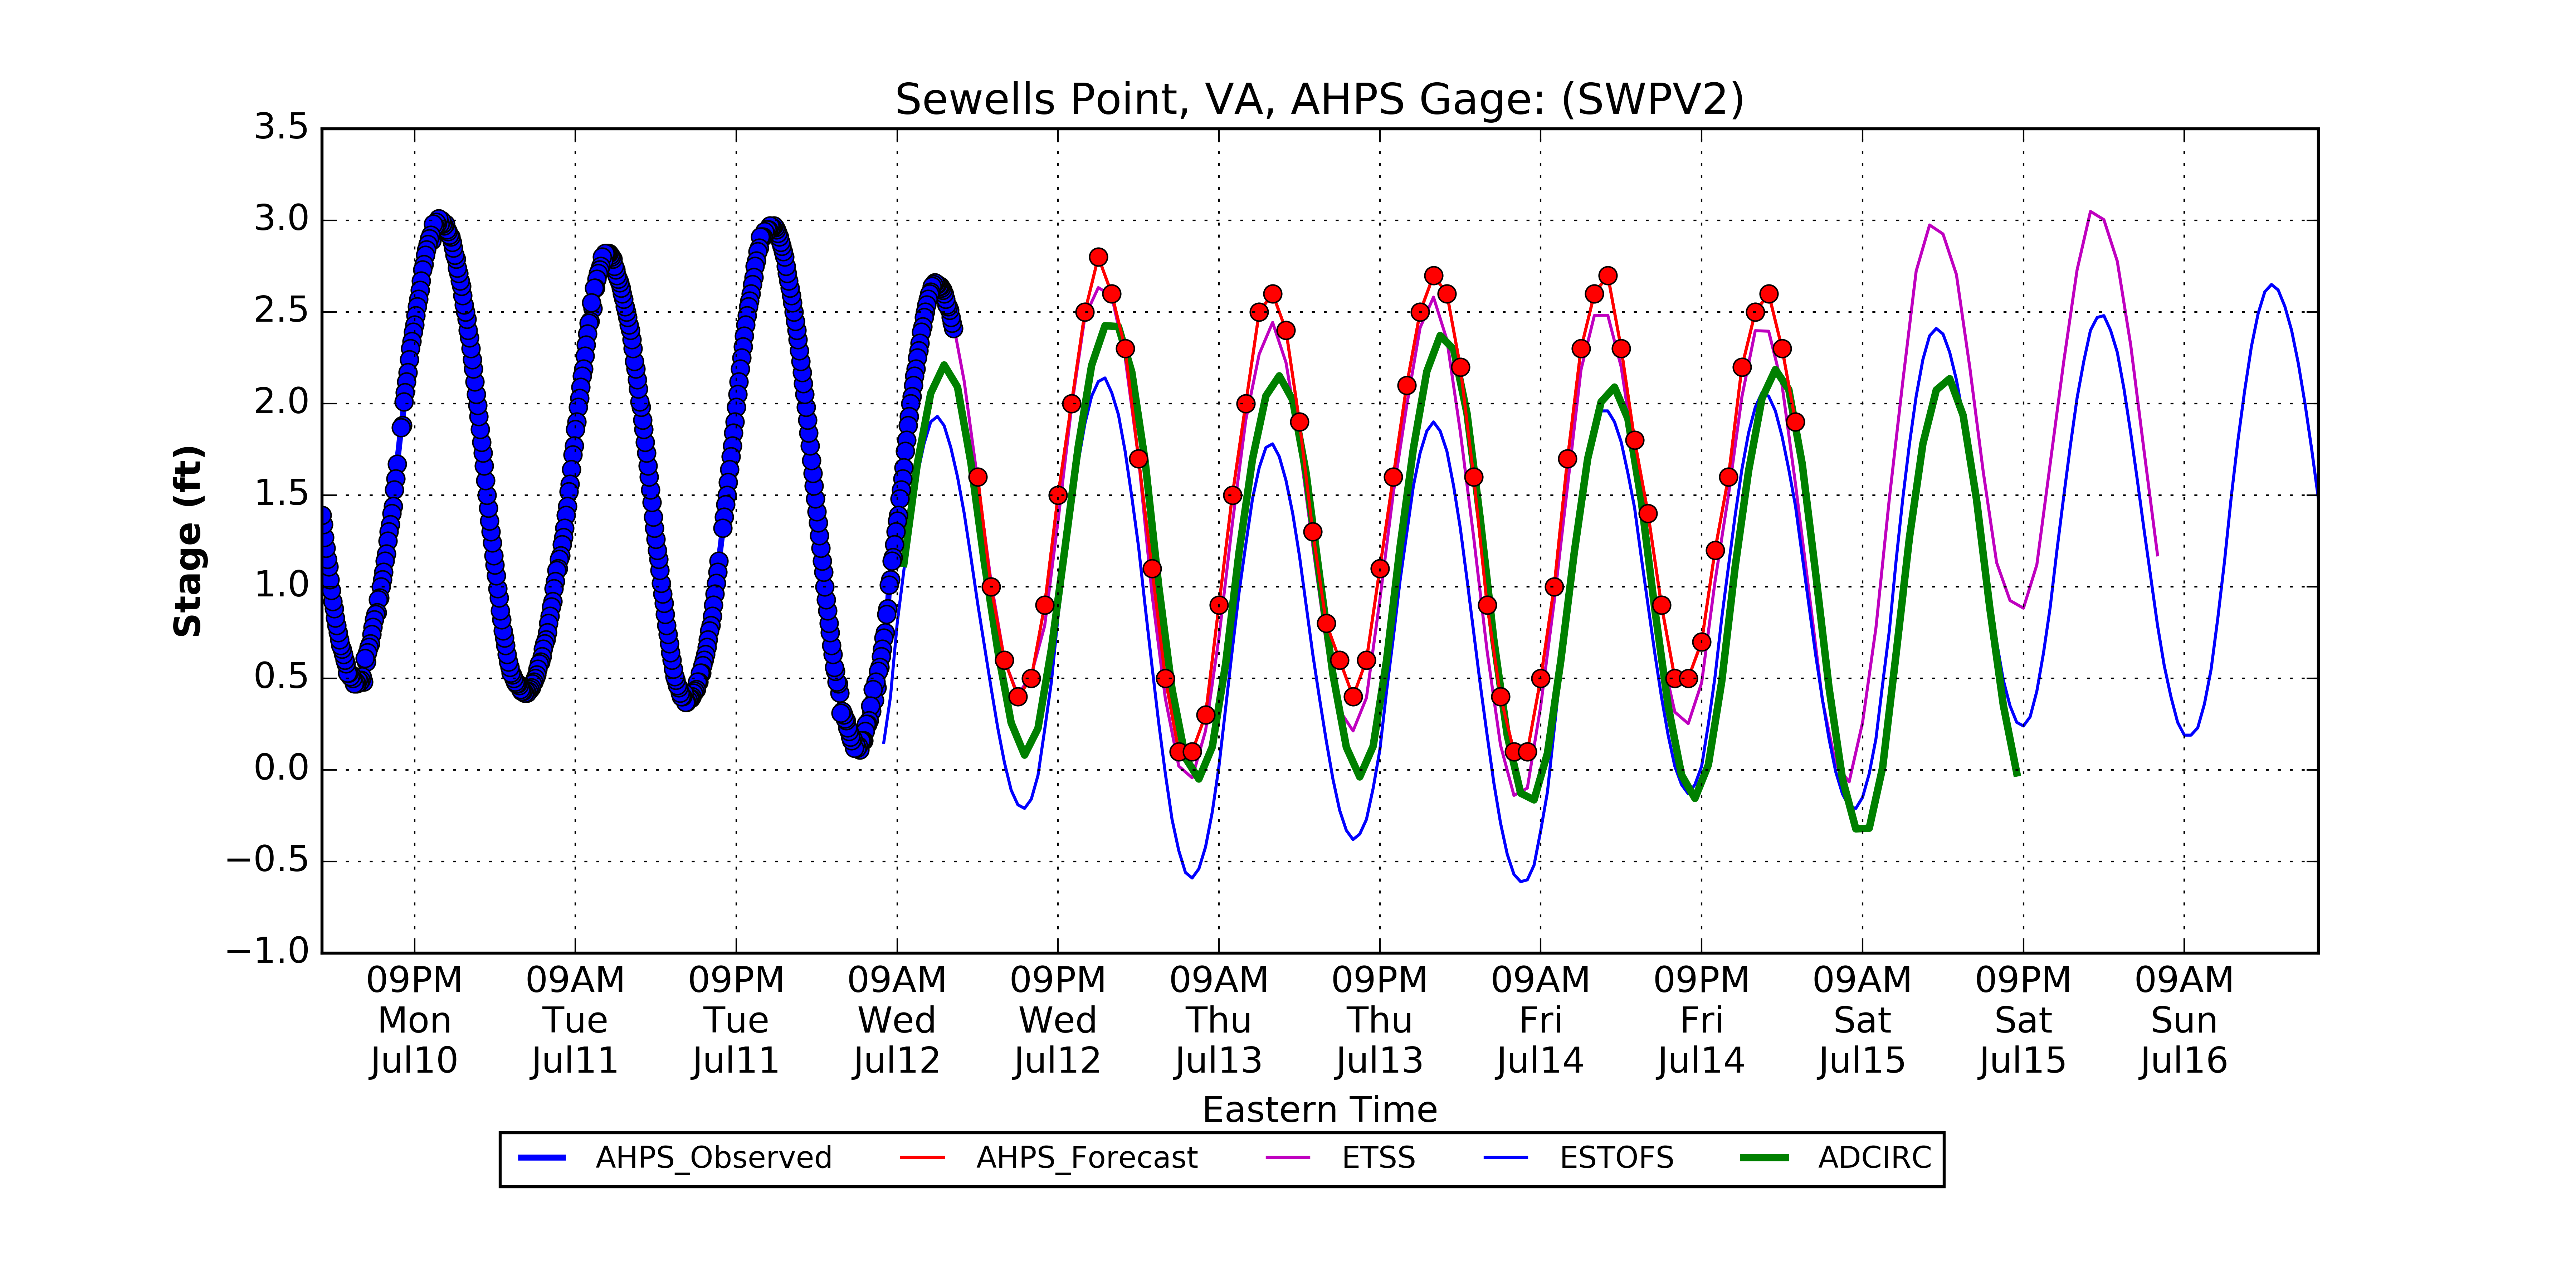 Sewells Point, VA, AHPS Gage: (SWPV2)
3.5
3.0
2.5
2.0
1.5
1.0
0.5
0.0
−0.5
−1.0
Stage (ft)
09PM 09AM 09PM 09AM 09PM 09AM 09PM 09AM 09PM 09AM 09PM 09AM
Mon Tue Tue Wed Wed Thu Thu Fri Fri Sat Sat Sun
Jul10 Jul11 Jul11 Jul12 Jul12 Jul13 Jul13 Jul14 Jul14 Jul15 Jul15 Jul16
Eastern Time
AHPS_Observed AHPS_Forecast ETSS ESTOFS ADCIRC